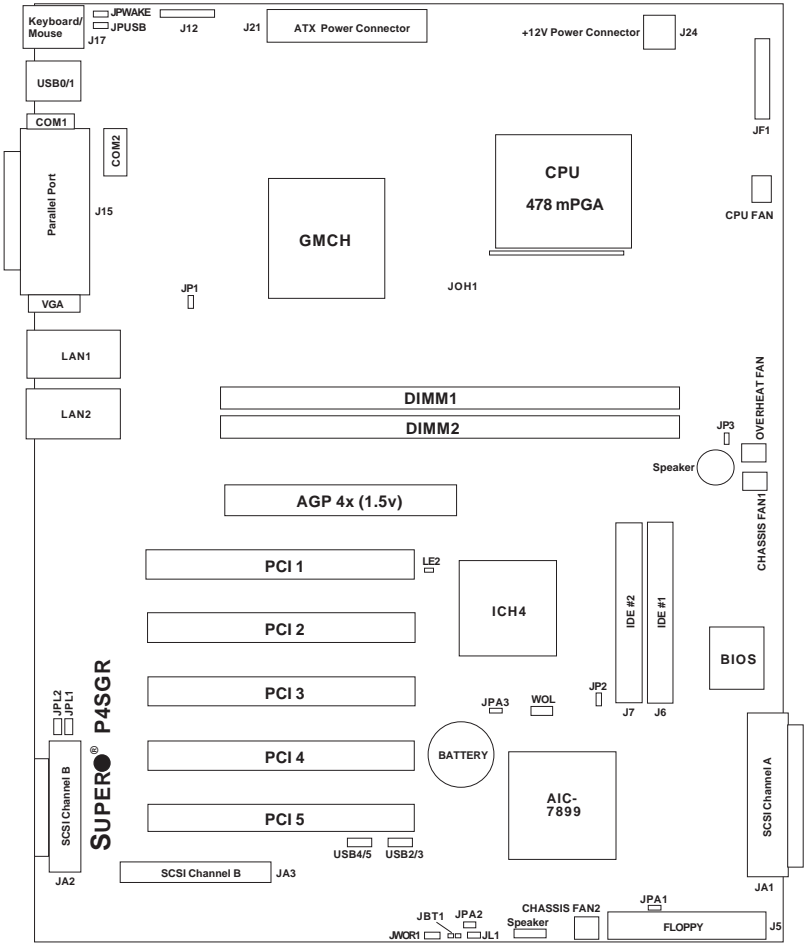 Keyboard/
Mouse
JPWAKE
JPUSB
J17
J12
J21
ATX Power Connector
+12V Power Connector
J24
USB0/1
JF1
COM1
COM2
Parallel Port
J15
CPU
478 mPGA
CPU FAN
GMCH
JOH1
JP1
VGA
LAN1
LAN2
DIMM1
DIMM2
JP3
OVERHEAT FAN
Speaker
CHASSIS FAN1
AGP 4x (1.5v)
PCI 1
LE2
ICH4
IDE #2
IDE #1
PCI 2
BIOS
PCI 3
JPA3
WOL
JP2
J7
J6
JPL2
JPL1
SUPER® P4SGR
PCI 4
BATTERY
AIC-
7899
SCSI Channel A
SCSI Channel B
PCI 5
USB4/5
USB2/3
JA2
SCSI Channel B
JA3
JA1
JPA1
CHASSIS FAN2
JBT1
JPA2
Speaker
FLOPPY
J5
JWOR1
JL1